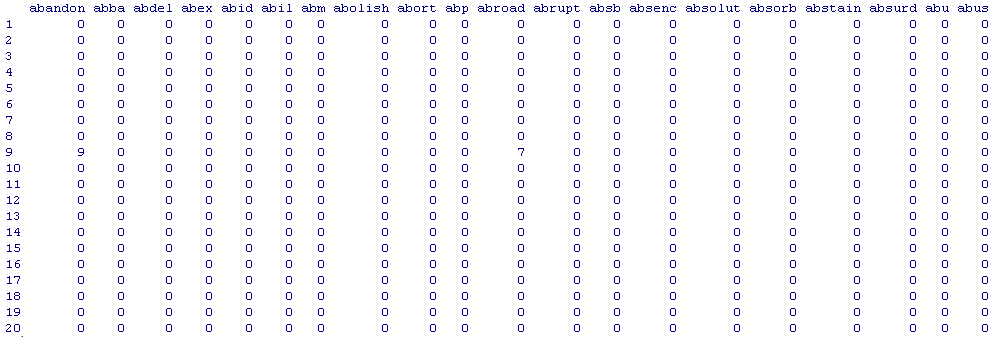 abandon abba abdel abex abid abil abm abolish abort abp abroad abrupt absb absenc absolut absorb abstain absurd abu abus
1 0 0 0 0 0 0 0 0 0 0 0 0 0 0 0 0 0 0 0 0
2 0 0 0 0 0 0 0 0 0 0 0 0 0 0 0 0 0 0 0 0
3 0 0 0 0 0 0 0 0 0 0 0 0 0 0 0 0 0 0 0 0
4 0 0 0 0 0 0 0 0 0 0 0 0 0 0 0 0 0 0 0 0
5 0 0 0 0 0 0 0 0 0 0 0 0 0 0 0 0 0 0 0 0
6 0 0 0 0 0 0 0 0 0 0 0 0 0 0 0 0 0 0 0 0
7 0 0 0 0 0 0 0 0 0 0 0 0 0 0 0 0 0 0 0 0
8 0 0 0 0 0 0 0 0 0 0 0 0 0 0 0 0 0 0 0 0
9 9 0 0 0 0 0 0 0 0 0 7 0 0 0 0 0 0 0 0 0
10 0 0 0 0 0 0 0 0 0 0 0 0 0 0 0 0 0 0 0 0
11 0 0 0 0 0 0 0 0 0 0 0 0 0 0 0 0 0 0 0 0
12 0 0 0 0 0 0 0 0 0 0 0 0 0 0 0 0 0 0 0 0
13 0 0 0 0 0 0 0 0 0 0 0 0 0 0 0 0 0 0 0 0
14 0 0 0 0 0 0 0 0 0 0 0 0 0 0 0 0 0 0 0 0
15 0 0 0 0 0 0 0 0 0 0 0 0 0 0 0 0 0 0 0 0
16 0 0 0 0 0 0 0 0 0 0 0 0 0 0 0 0 0 0 0 0
17 0 0 0 0 0 0 0 0 0 0 0 0 0 0 0 0 0 0 0 0
18 0 0 0 0 0 0 0 0 0 0 0 0 0 0 0 0 0 0 0 0
19 0 0 0 0 0 0 0 0 0 0 0 0 0 0 0 0 0 0 0 0
20 0 0 0 0 0 0 0 0 0 0 0 0 0 0 0 0 0 0 0 0